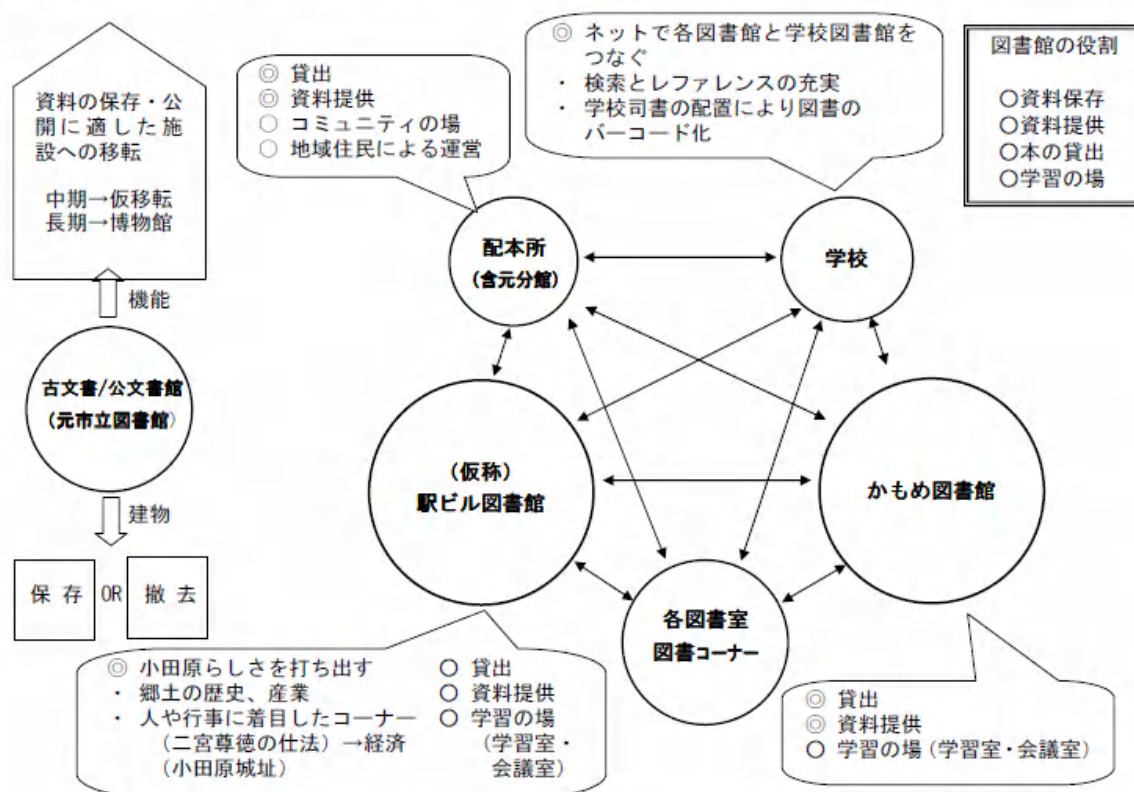 資料の保存・公
開に適した施
設への移転
中期→仮移転
長期→博物館
機能
古文書/公文書館
(元市立図書館)
建物
保存
OR
撤去
◎ 貸出
◎ 資料提供
○ コミュニティの場
○ 地域住民による運営
◎ ネットで各図書館と学校図書館を
つなぐ
・ 検索とレファレンスの充実
・ 学校司書の配置により図書の
バーコード化
図書館の役割
○資料保存
○資料提供
○本の貸出
○学習の場
配本所
(含元分館)
学校
(仮称)
駅ビル図書館
かもめ図書館
各図書室
図書コーナー
◎ 小田原らしさを打ち出す
・ 郷土の歴史、産業
・ 人や行事に着目したコーナー
(二宮尊徳の仕法)→経済
(小田原城址)
○ 貸出
○ 資料提供
○ 学習の場
(学習室・
会議室)
◎ 貸出
◎ 資料提供
○ 学習の場(学習室・会議室)